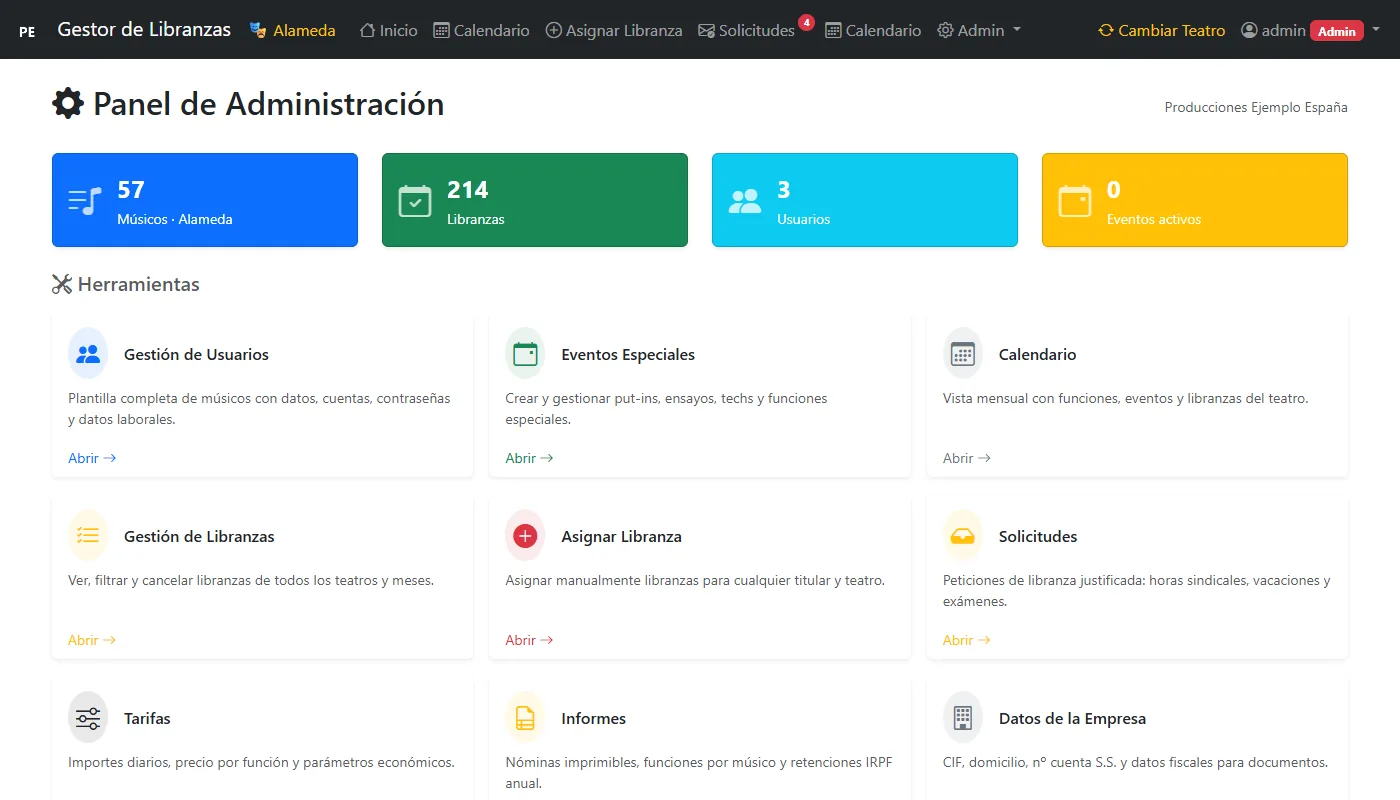 PE Gestor de Libranzas Alameda Inicio Calendario Asignar Libranza Solicitudes 4 Calendario Admin Cambiar Teatro admin Admin
Panel de Administración
Producciones Ejemplo España
57
Músicos · Alameda
214
Libranzas
3
Usuarios
0
Eventos activos
Herramientas
Gestión de Usuarios
Plantilla completa de músicos con datos, cuentas, contraseñas
y datos laborales.
Abrir →
Eventos Especiales
Crear y gestionar put-ins, ensayos, techs y funciones
especiales.
Abrir →
Calendario
Vista mensual con funciones, eventos y libranzas del teatro.
Abrir →
Gestión de Libranzas
Ver, filtrar y cancelar libranzas de todos los teatros y meses.
Abrir →
Asignar Libranza
Asignar manualmente libranzas para cualquier titular y teatro.
Abrir →
Solicitudes
Peticiones de libranza justificada: horas sindicales, vacaciones y
exámenes.
Abrir →
Tarifas
Importes diarios, precio por función y parámetros económicos.
Informes
Nóminas imprimibles, funciones por músico y retenciones IRPF
anual.
Datos de la Empresa
CIF, domicilio, nº cuenta S.S. y datos fiscales para documentos.